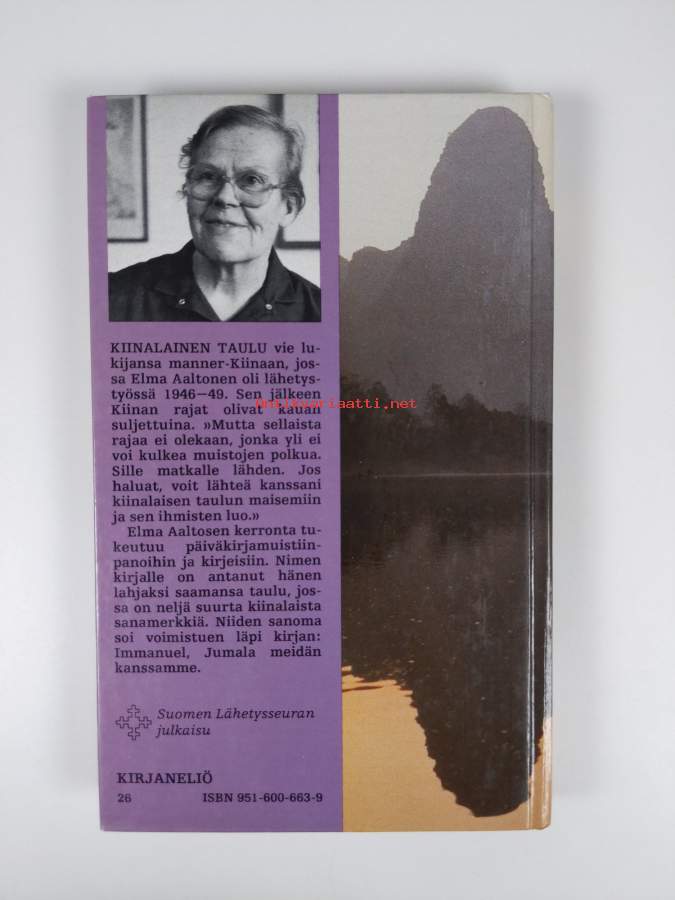 KIINALAINEN TAULU vie lu-
kijansa manner-Kiinaan, jos-
sa Elma Aaltonen oli lähetys-
työssä 1946—49. Sen jälkeen
Kiinan rajat olivat kauan
suljettuina. »Mutta sellaista
rajaa ei olekaan, jonka yli ei
voi kulkea muistojen polkua.
Sille matkalle lähden. Jos
haluat, voit lähteä kanssani
kiinalaisen taulun maisemiin
ja sen ihmisten luo.»
Elma Aaltosen kerronta tu-
keutuu päiväkirjamuistiin-
panoihin ja kirjeisiin. Nimen
kirjalle on antanut hänen
lahjaksi saamansa taulu, jos-
sa on neljä suurta kiinalaista
sanamerkkiä. Niiden sanoma
soi voimistuen läpi kirjan:
Immanuel, Jumala meidän
kanssamme.
Suomen Lähetysseuran
julkaisu
KIRJANELIÖ
26 ISBN 951-600-663-9
Antikvariaatti.net